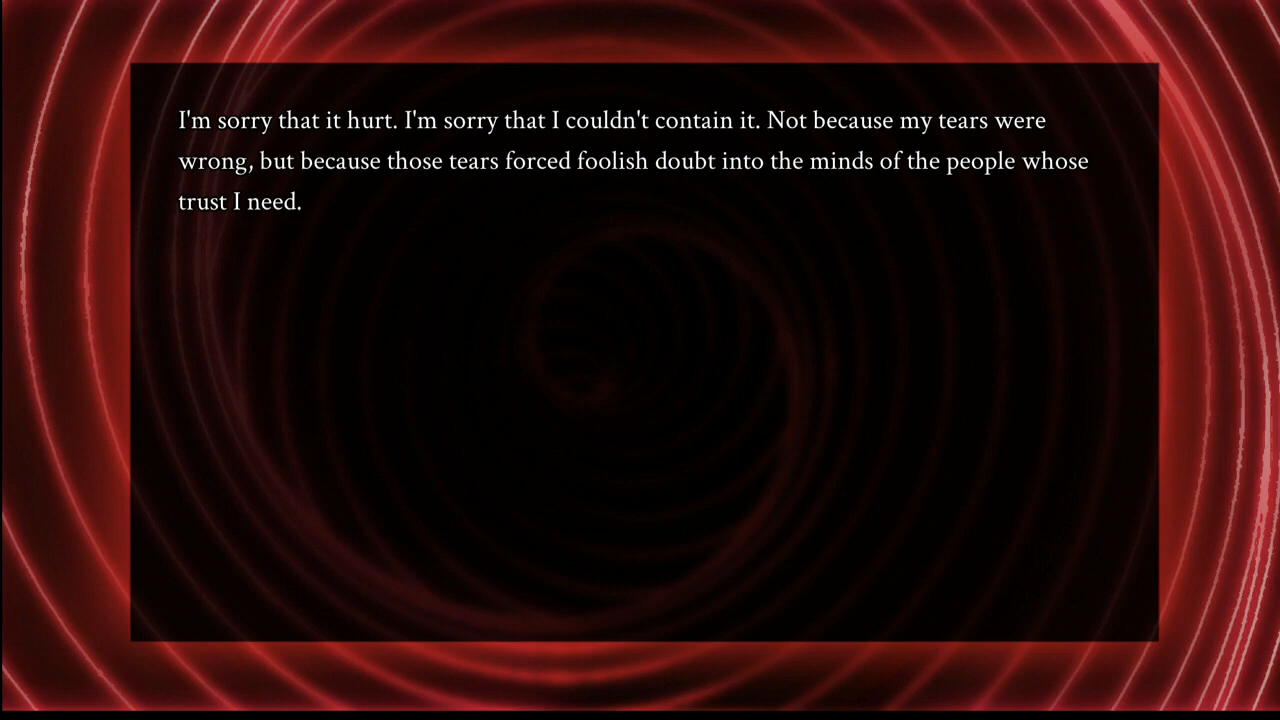 I'm sorry that it hurt. I'm sorry that I couldn't contain it. Not because my tears were
wrong, but because those tears forced foolish doubt into the minds of the people whose
trust I need.